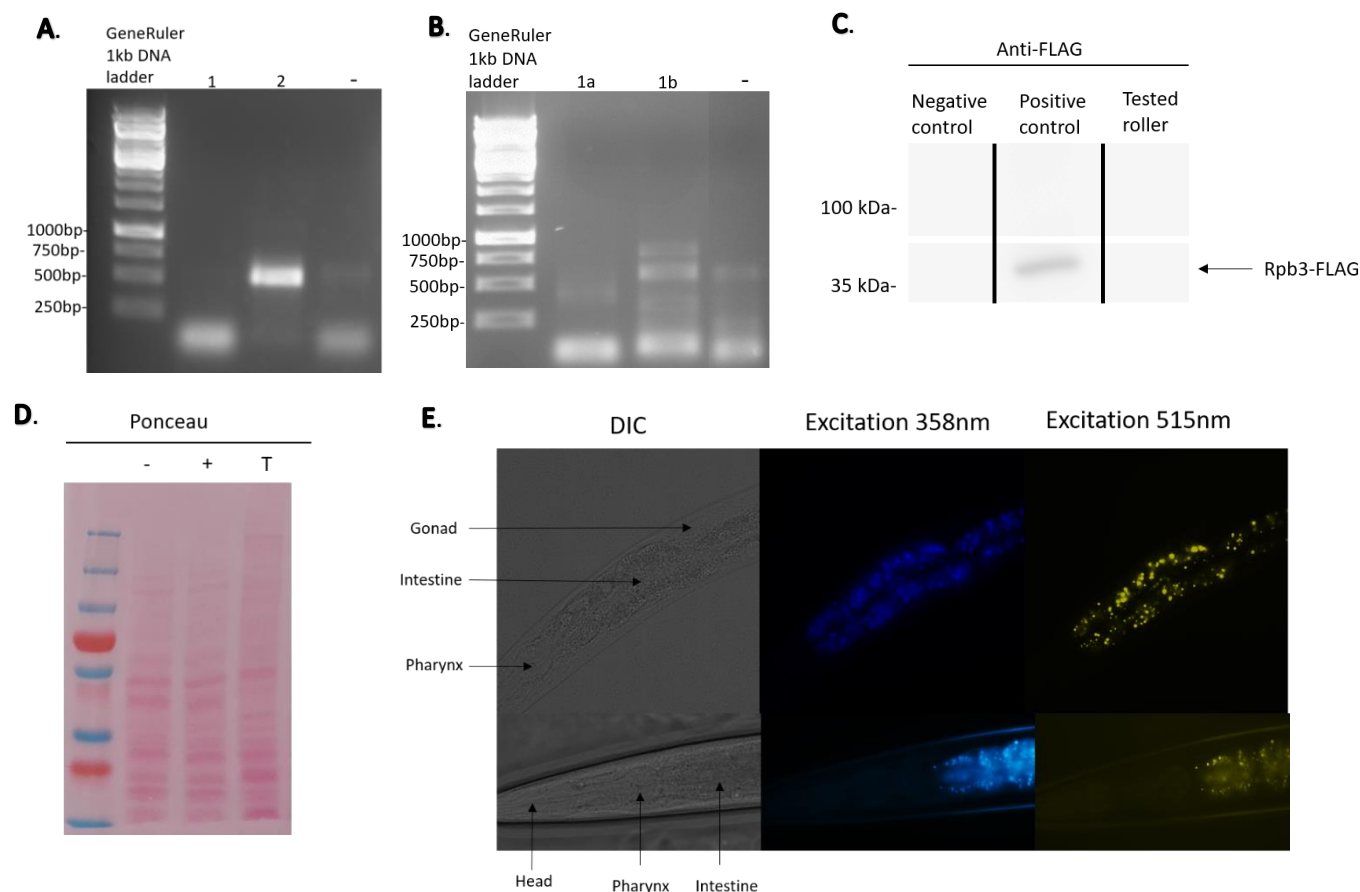 A.
GeneRuler
1kb DNA
ladder
1
2
-
1000bp-
750bp-
500bp-
250bp-
B.
GeneRuler
1kb DNA
ladder
1a
1b
-
1000bp-
750bp-
500bp-
250bp-
C.
Anti-FLAG
Negative
control
Positive
control
Tested
roller
100 kDa-
35 kDa-
Rpb3-FLAG
D.
Ponceau
-
+
T
E.
DIC
Excitation 358nm
Excitation 515nm
Gonad
Intestine
Pharynx
Head
Pharynx
Intestine